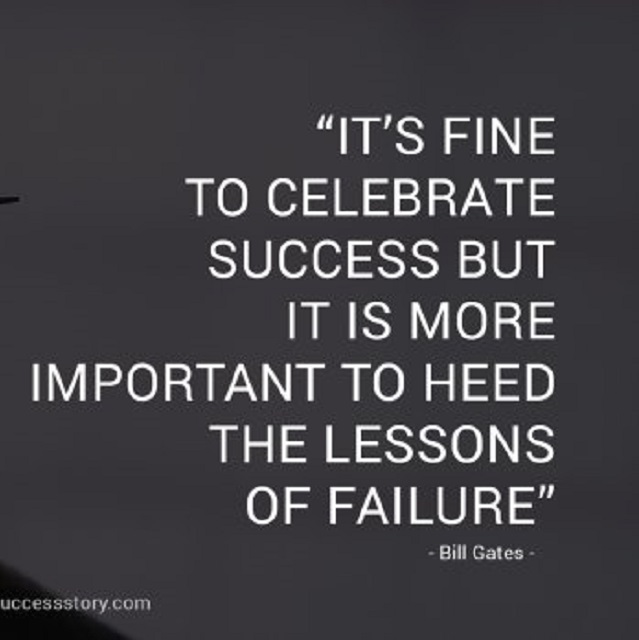 “IT’S FINE
TO CELEBRATE
SUCCESS BUT
IT IS MORE
IMPORTANT TO HEED
THE LESSONS
OF FAILURE”
- Bill Gates -
uccessstory.com